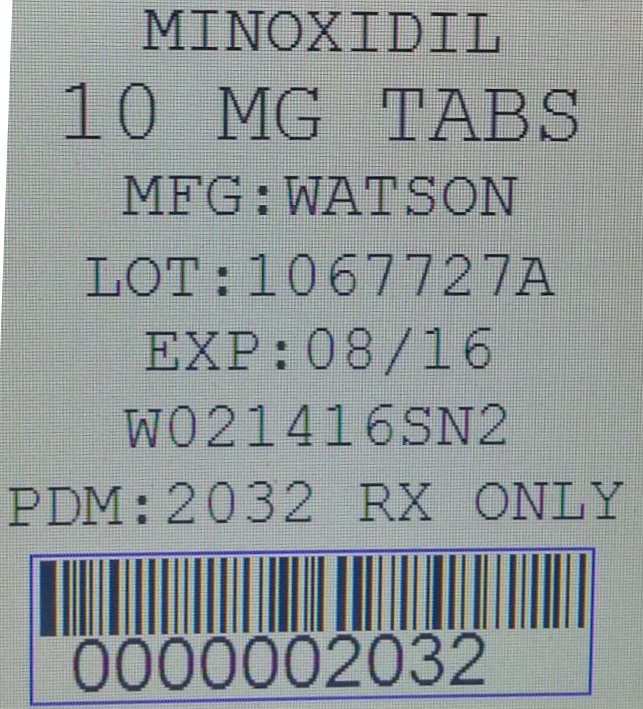 MINOXIDIL
10 MG TABS
MFG:WATSON
LOT:1067727A
EXP:08/16
W021416SN2
PDM:2032 RX ONLY
0000002032